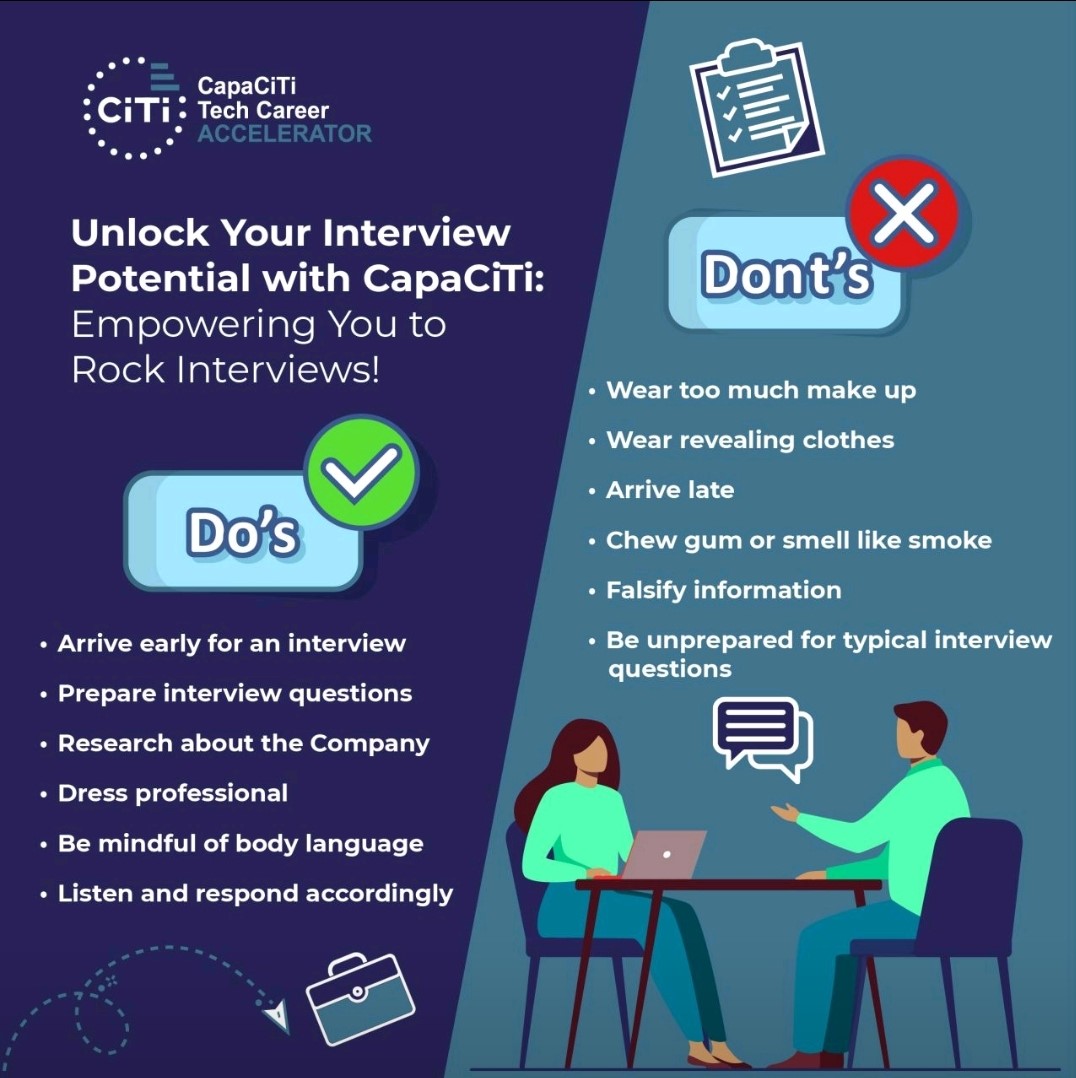 CiTi
CapaCiTi
Tech Career
ACCELERATOR
Unlock Your Interview
Potential with CapaCiTi:
Empowering You to
Rock Interviews!
Do's
• Arrive early for an interview
• Prepare interview questions
• Research about the Company
• Dress professional
• Be mindful of body language
• Listen and respond accordingly
Dont's
• Wear too much make up
• Wear revealing clothes
• Arrive late
• Chew gum or smell like smoke
• Falsify information
• Be unprepared for typical interview
questions